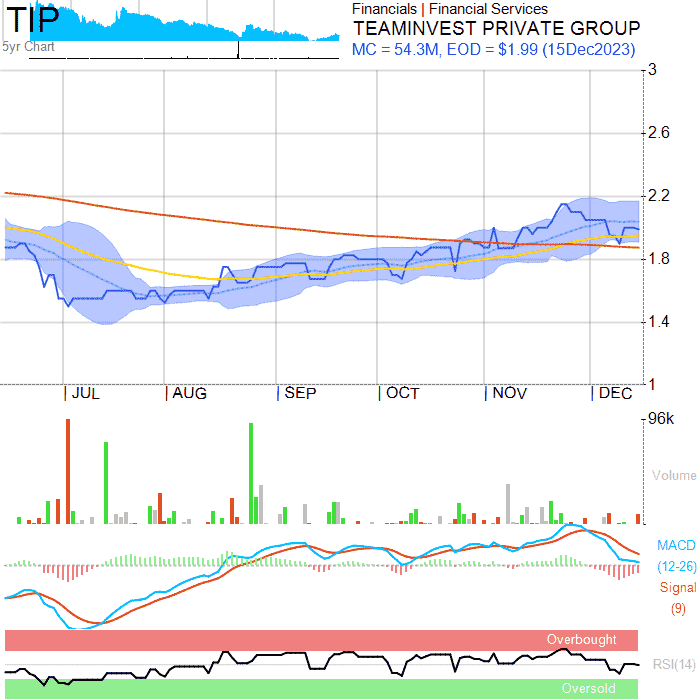 TIP
5yr Chart
Financials | Financial Services
TEAMINVEST PRIVATE GROUP
MC = 54.3M, EOD = $1.99 (15Dec2023)
3
2.6
2.2
1.8
1.4
1
JUL AUG SEP OCT NOV DEC
96k
Volume
MACD
(12-26)
Signal
(9)
Overbought
RSI(14)
Oversold